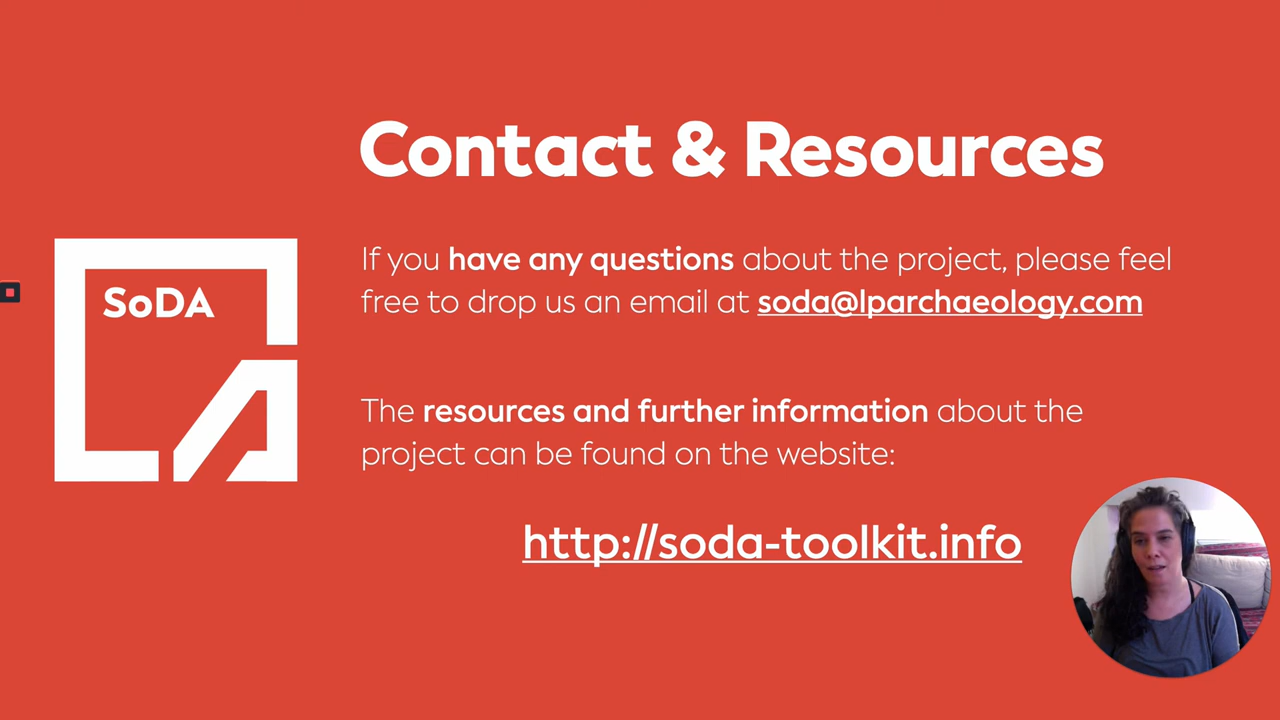 Contact & Resources
SoDA
If you have any questions about the project, please feel
free to drop us an email at soda@lparchaeology.com
The resources and further information about the
project can be found on the website:
http://soda-toolkit.info